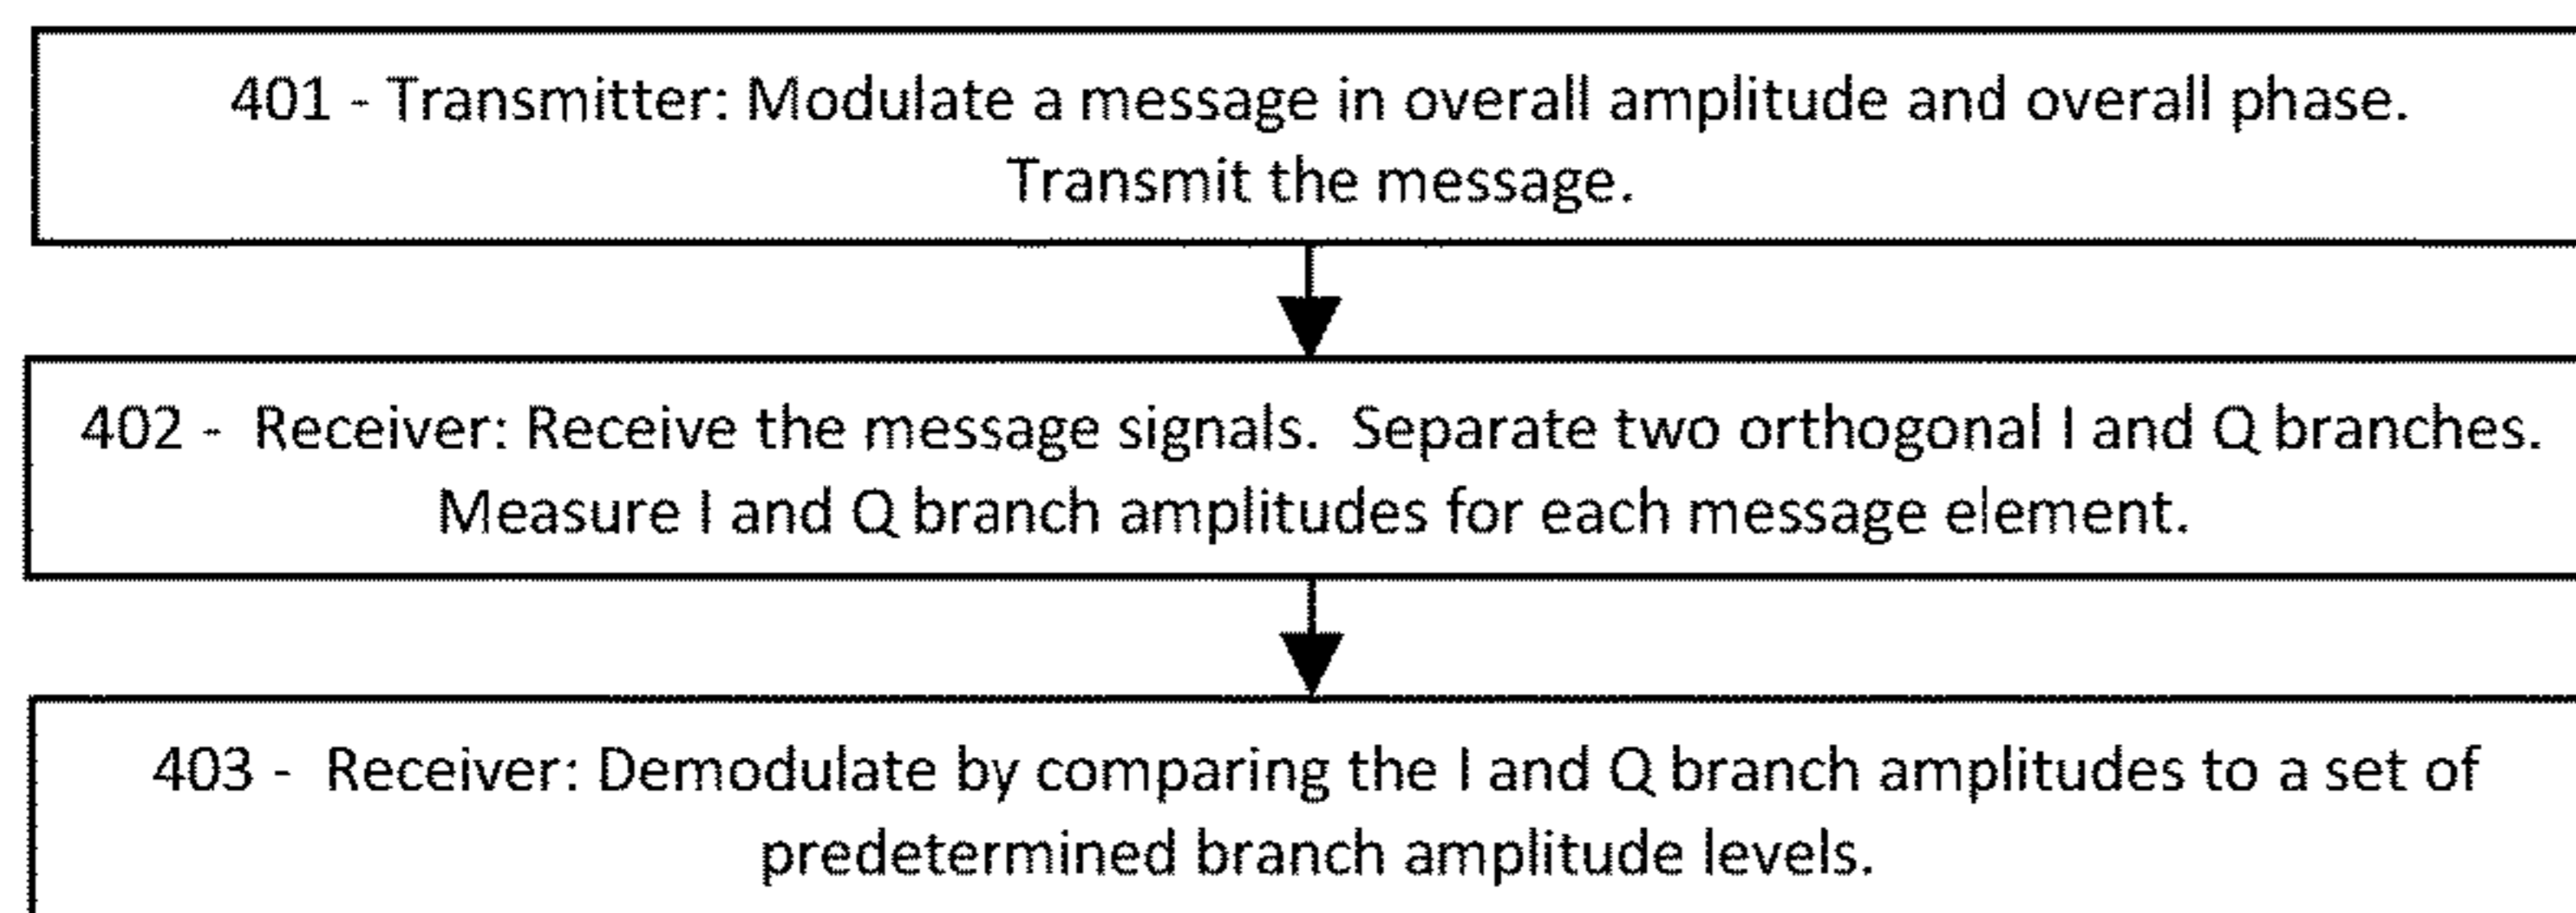 401 - Transmitter: Modulate a message in overall amplitude and overall phase.
Transmit the message.
402 - Receiver: Receive the message signals. Separate two orthogonal I and Q branches.
Measure I and Q branch amplitudes for each message element.
403 - Receiver: Demodulate by comparing the I and Q branch amplitudes to a set of
predetermined branch amplitude levels.